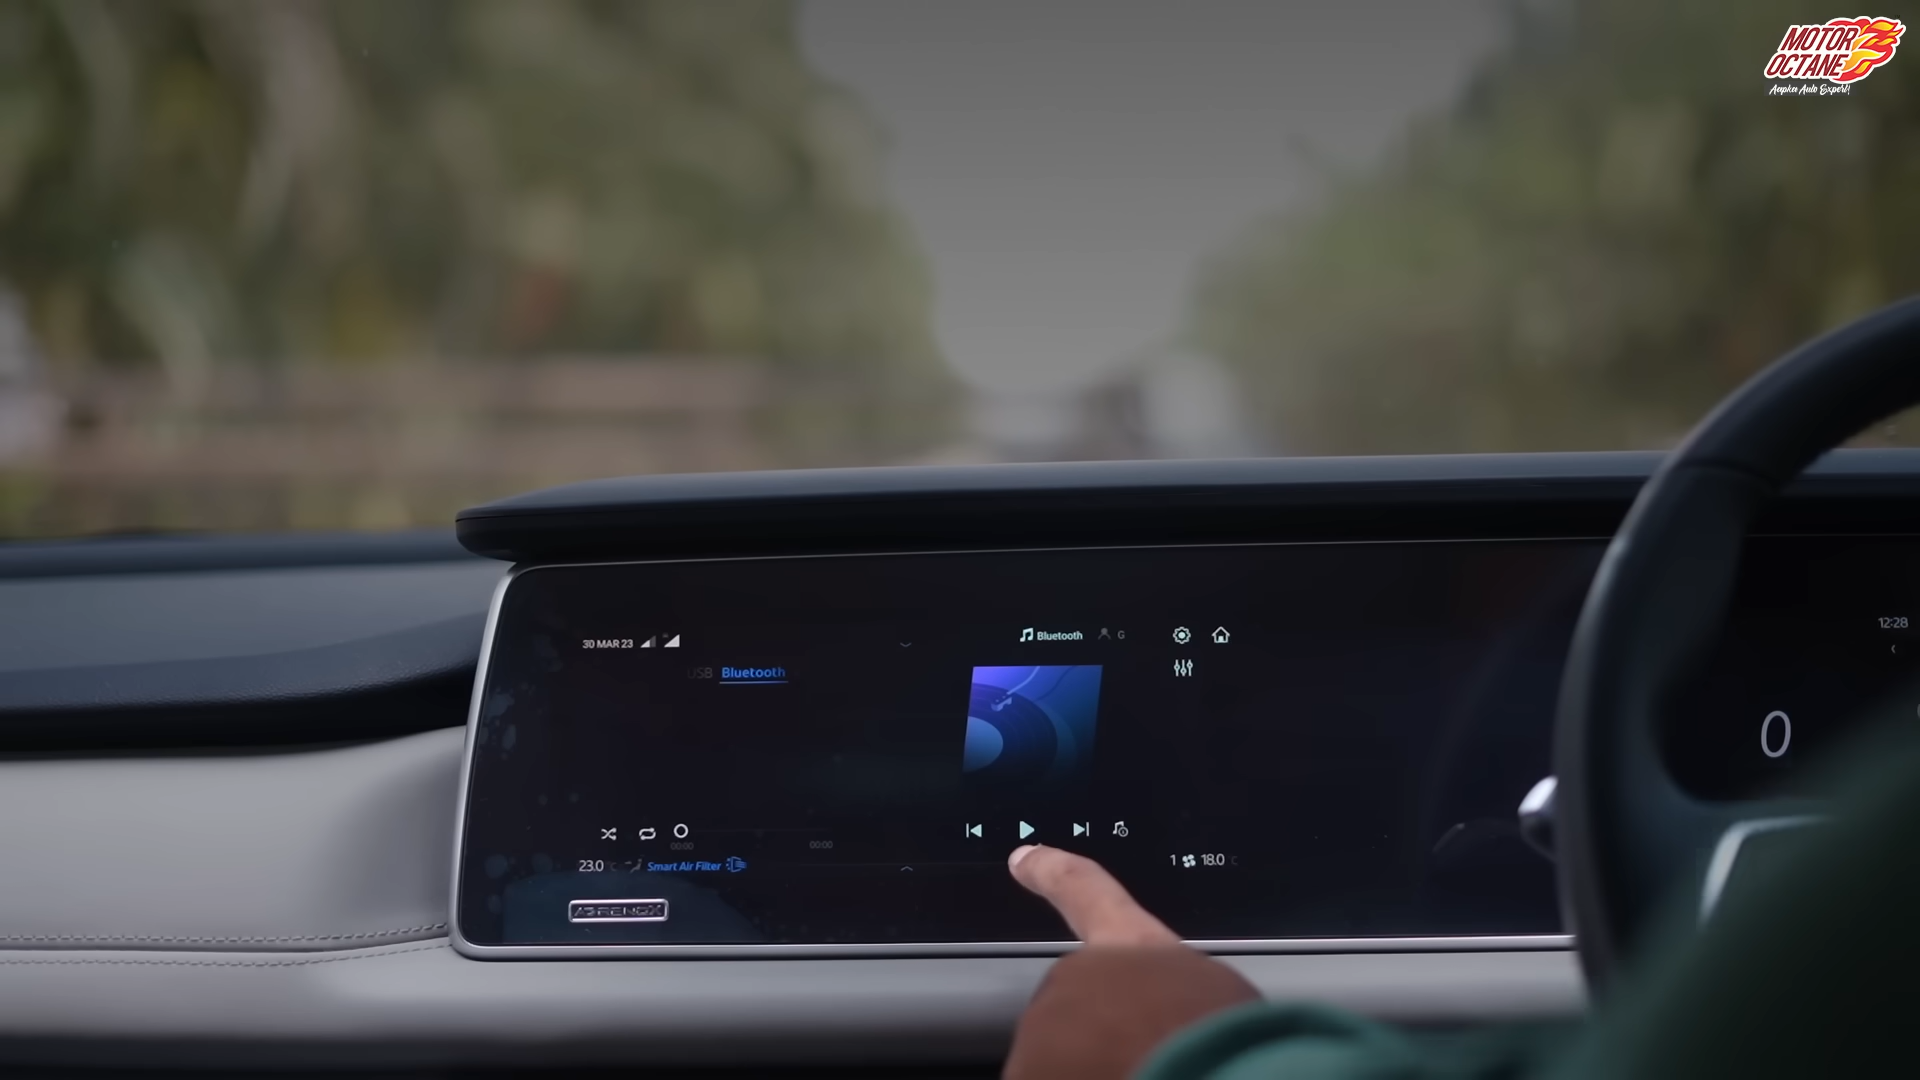 MOTOR
OCTANE
Aapka Auto Expert!
30 MAR 23
Bluetooth
G
12:28
USB Bluetooth
0
00:00
00:00
23.0
Smart Air Filter
1
18.0
ADRENOX